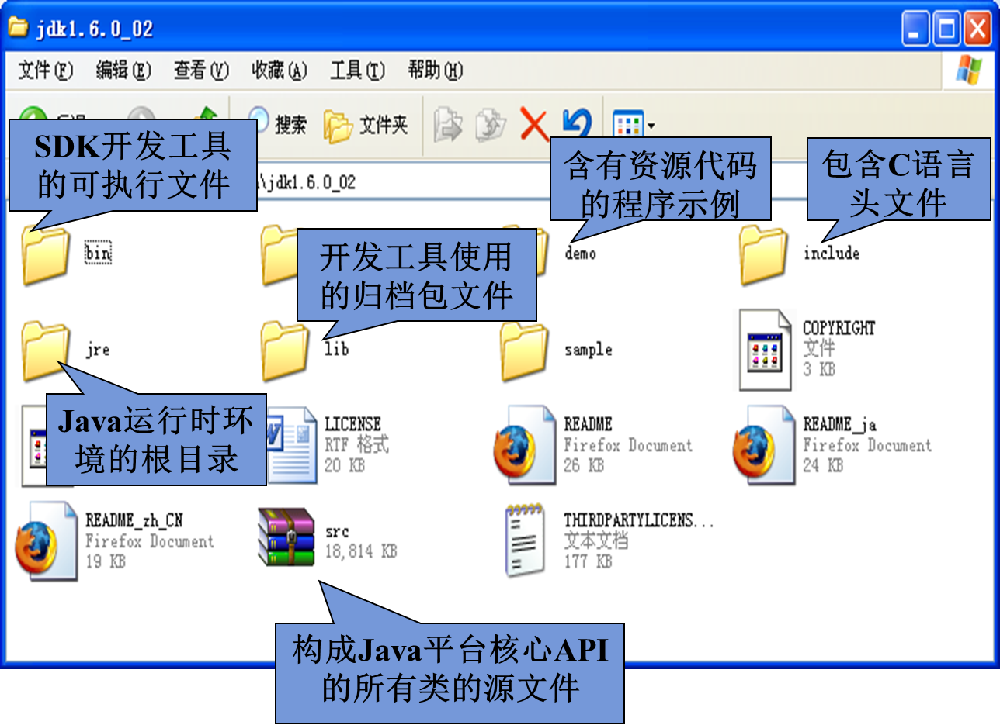 jdk1.6.0_02
文件(F) 编辑(E) 查看(V) 收藏(A) 工具(T) 帮助(H)
搜索 文件夹
SDK开发工具
的可执行文件
\jdk1.6.0_02
含有资源代码
的程序示例
包含C语言
头文件
bin
开发工具使用
的归档包文件
demo
include
jre
lib
sample
COPYRIGHT
文件
3 KB
Java运行时环
境的根目录
LICENSE
RTF 格式
20 KB
README
Firefox Document
26 KB
README_ja
Firefox Document
24 KB
README_zh_CN
Firefox Document
19 KB
src
18,814 KB
THIRDPARTYLICENS...
文本文档
177 KB
构成Java平台核心API
的所有类的源文件